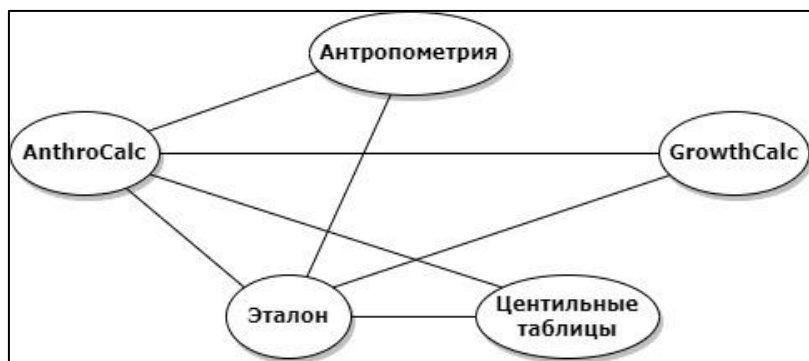 Антропометрия
AnthroCalc
GrowthCalc
Эталон
Центильные
таблицы